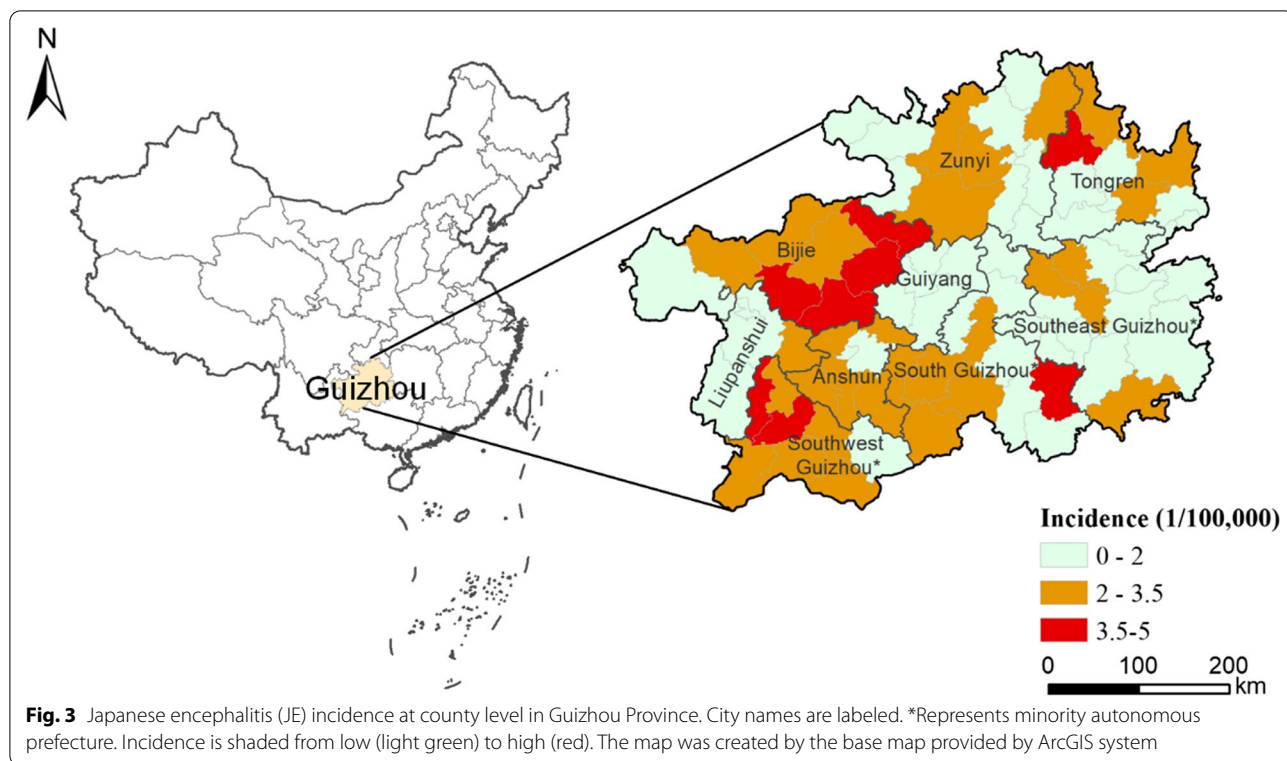 N
Guizhou
Zunyi
Tongren
Bijie
Guiyang
Southeast Guizhou*
Liupanshui
Anshun
South Guizhou*
Southwest
Guizhou*
Incidence (1/100,000)
0 - 2
2 - 3.5
3.5-5
0 100 200
km
Fig. 3 Japanese encephalitis (JE) incidence at county level in Guizhou Province. City names are labeled. *Represents minority autonomous
prefecture. Incidence is shaded from low (light green) to high (red). The map was created by the base map provided by ArcGIS system